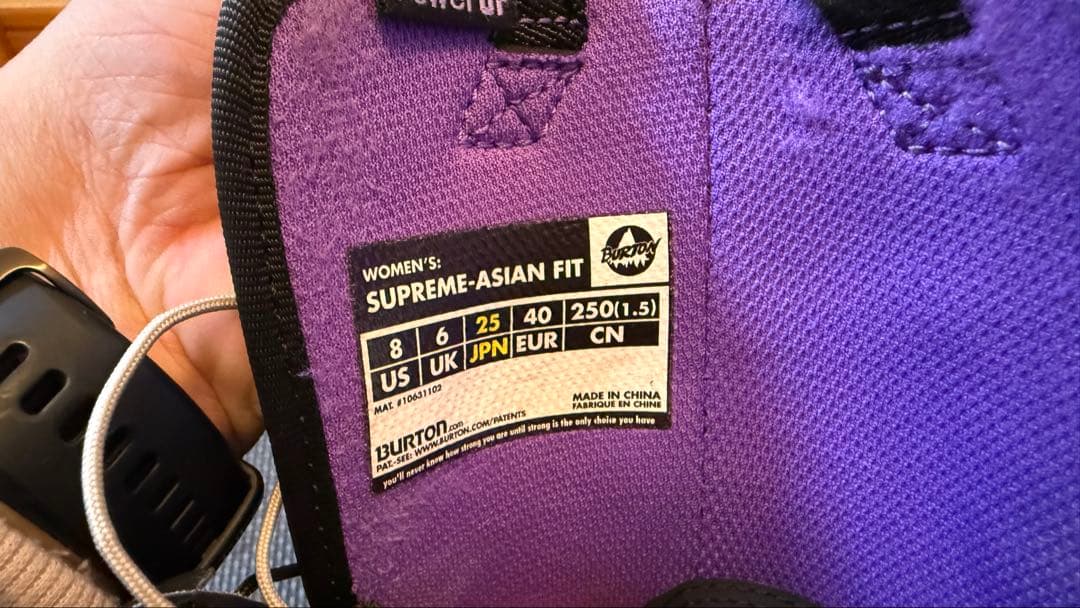 WOMEN'S:
SUPREME-ASIAN FIT
BURTON
8 6 25 40 250(1.5)
US UK JPN EUR CN
MAT. #10631102
MADE IN CHINA
FABRIQUE EN CHINE
BURTON.com
PAT.-SEE: WWW.BURTON.COM/PATENTS
you'll never know how strong you are until strong is the only choice you have